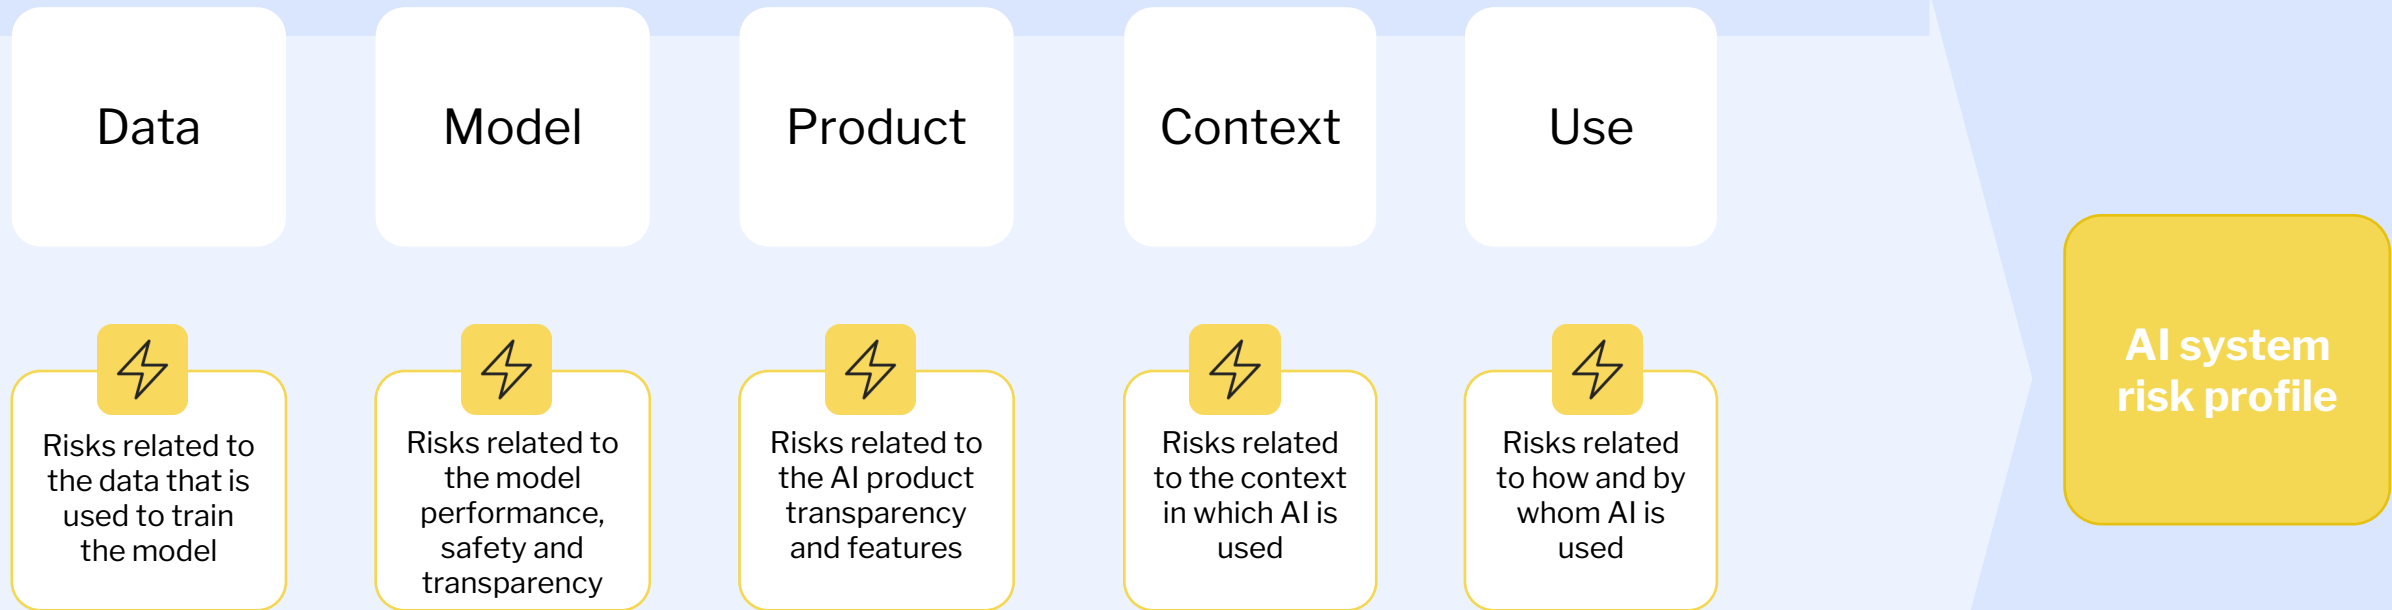 Data
Model
Product
Context
Use
Risks related to
the data that is
used to train
the model
Risks related to
the model
performance,
safety and
transparency
Risks related to
the AI product
transparency
and features
Risks related
to the context
in which AI is
used
Risks related
to how and by
whom AI is
used
AI system
risk profile